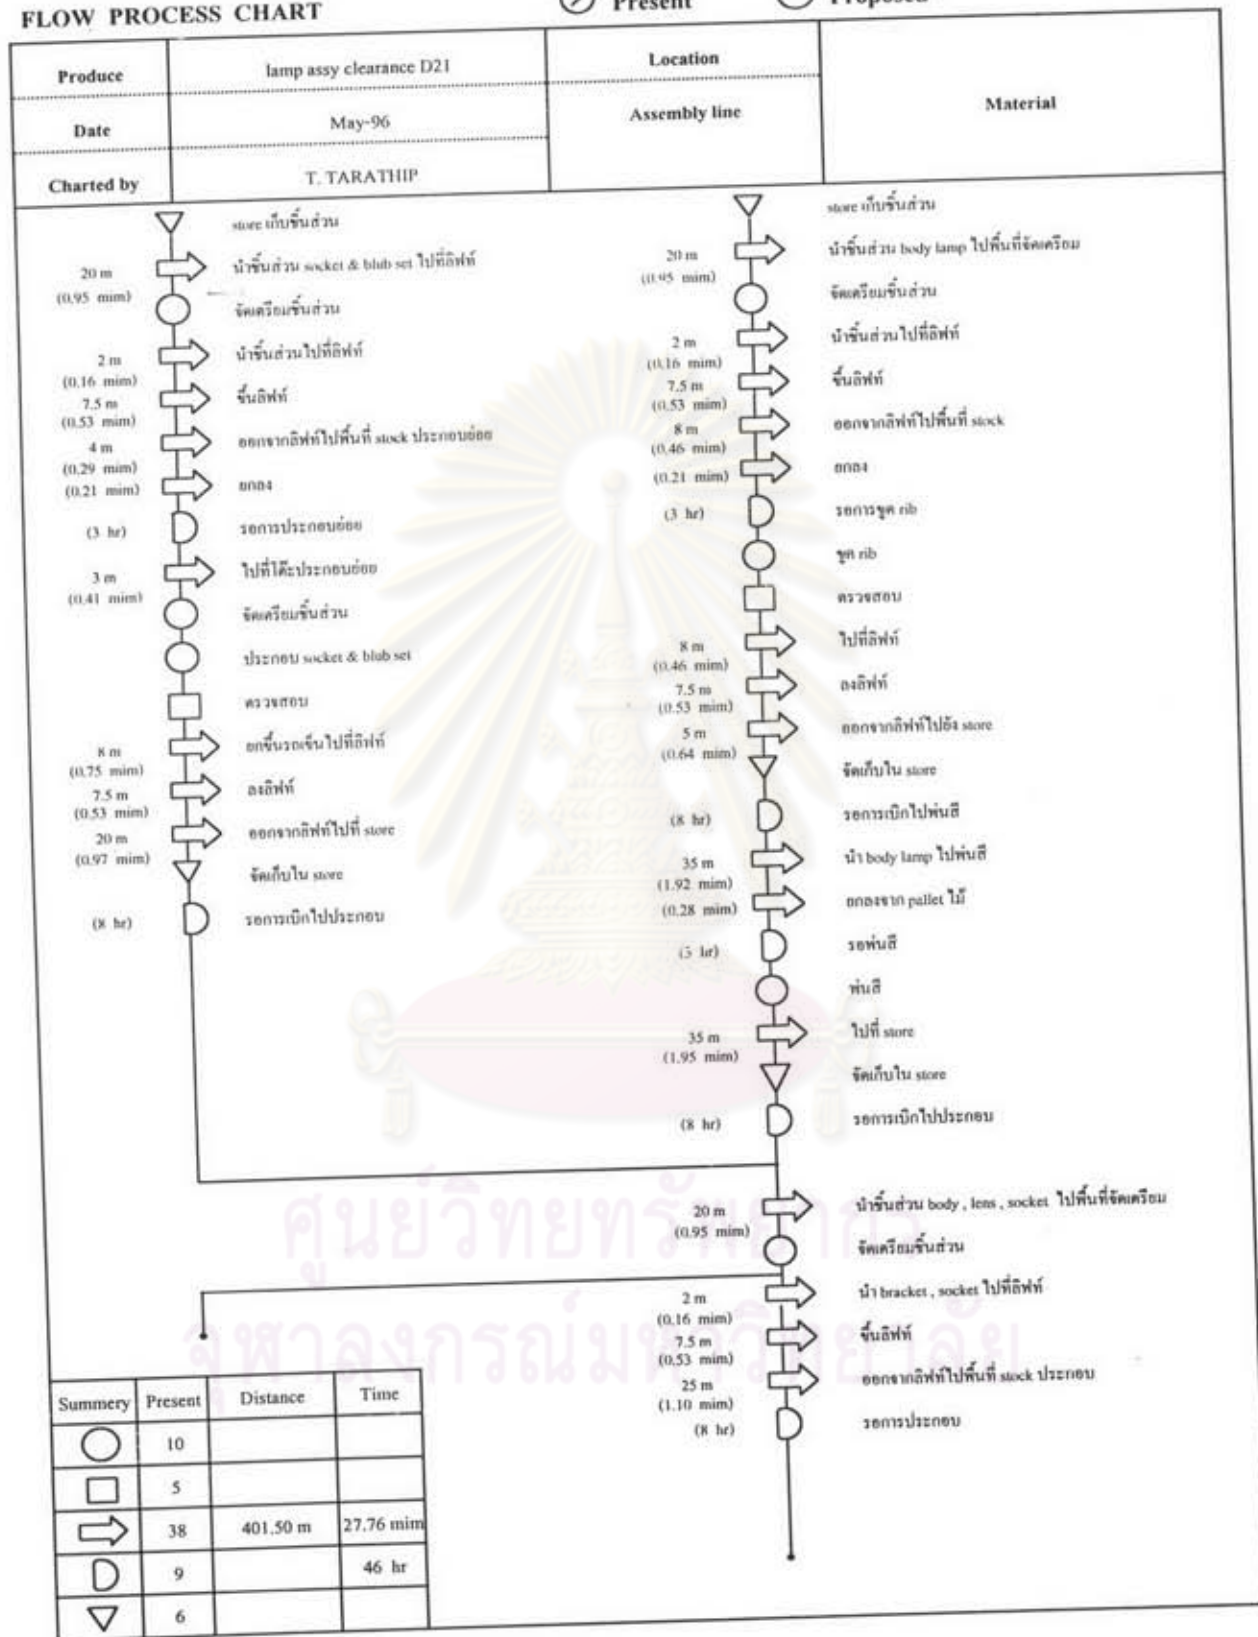 FLOW PROCESS CHART
Present
Proposed
Produce
lamp assy clearance D21
Location
Material
Date
May-96
Assembly line
Charted by
T. TARATHIP
store เก็บชิ้นส่วน
20 m
(0.95 mim)
นำชิ้นส่วน socket & blub set ไปที่ลิฟท์
จัดเตรียมชิ้นส่วน
2 m
(0.16 mim)
นำชิ้นส่วนไปที่ลิฟท์
7.5 m
(0.53 mim)
ขึ้นลิฟท์
4 m
(0.29 mim)
ออกจากลิฟท์ไปพื้นที่ stock ประกอบย่อย
(0.21 mim)
ยกลง
(3 hr)
รอการประกอบย่อย
3 m
(0.41 mim)
ไปที่โต๊ะประกอบย่อย
จัดเตรียมชิ้นส่วน
ประกอบ socket & blub set
ตรวจสอบ
8 m
(0.75 mim)
ยกขึ้นรถเข็นไปที่ลิฟท์
7.5 m
(0.53 mim)
ลงลิฟท์
20 m
(0.97 mim)
ออกจากลิฟท์ไปที่ store
จัดเก็บใน store
(8 hr)
รอการเบิกไปประกอบ
store เก็บชิ้นส่วน
20 m
(0.95 mim)
นำชิ้นส่วน body lamp ไปพื้นที่จัดเตรียม
จัดเตรียมชิ้นส่วน
2 m
(0.16 mim)
นำชิ้นส่วนไปที่ลิฟท์
7.5 m
(0.53 mim)
ขึ้นลิฟท์
8 m
(0.46 mim)
ออกจากลิฟท์ไปพื้นที่ stock
(0.21 mim)
ยกลง
(3 hr)
รอการขูด rib
ขูด rib
ตรวจสอบ
8 m
(0.46 mim)
ไปที่ลิฟท์
7.5 m
(0.53 mim)
ลงลิฟท์
5 m
(0.64 mim)
ออกจากลิฟท์ไปยัง store
จัดเก็บใน store
(8 hr)
รอการเบิกไปพ่นสี
35 m
(1.92 mim)
นำ body lamp ไปพ่นสี
(0.28 mim)
ยกลงจาก pallet ไม้
รอพ่นสี
พ่นสี
35 m
(1.95 mim)
ไปที่ store
จัดเก็บใน store
(8 hr)
รอการเบิกไปประกอบ
20 m
(0.95 mim)
นำชิ้นส่วน body , lens , socket ไปพื้นที่จัดเตรียม
จัดเตรียมชิ้นส่วน
2 m
(0.16 mim)
นำ bracket , socket ไปที่ลิฟท์
7.5 m
(0.53 mim)
ขึ้นลิฟท์
25 m
(1.10 mim)
ออกจากลิฟท์ไปพื้นที่ stock ประกอบ
(8 hr)
รอการประกอบ
ศูนย์วิทยทรัพยากร
จุฬาลงกรณ์มหาวิทยาลัย
Summery Present Distance Time
10
5
38 401.50 m 27.76 mim
9 46 hr
6